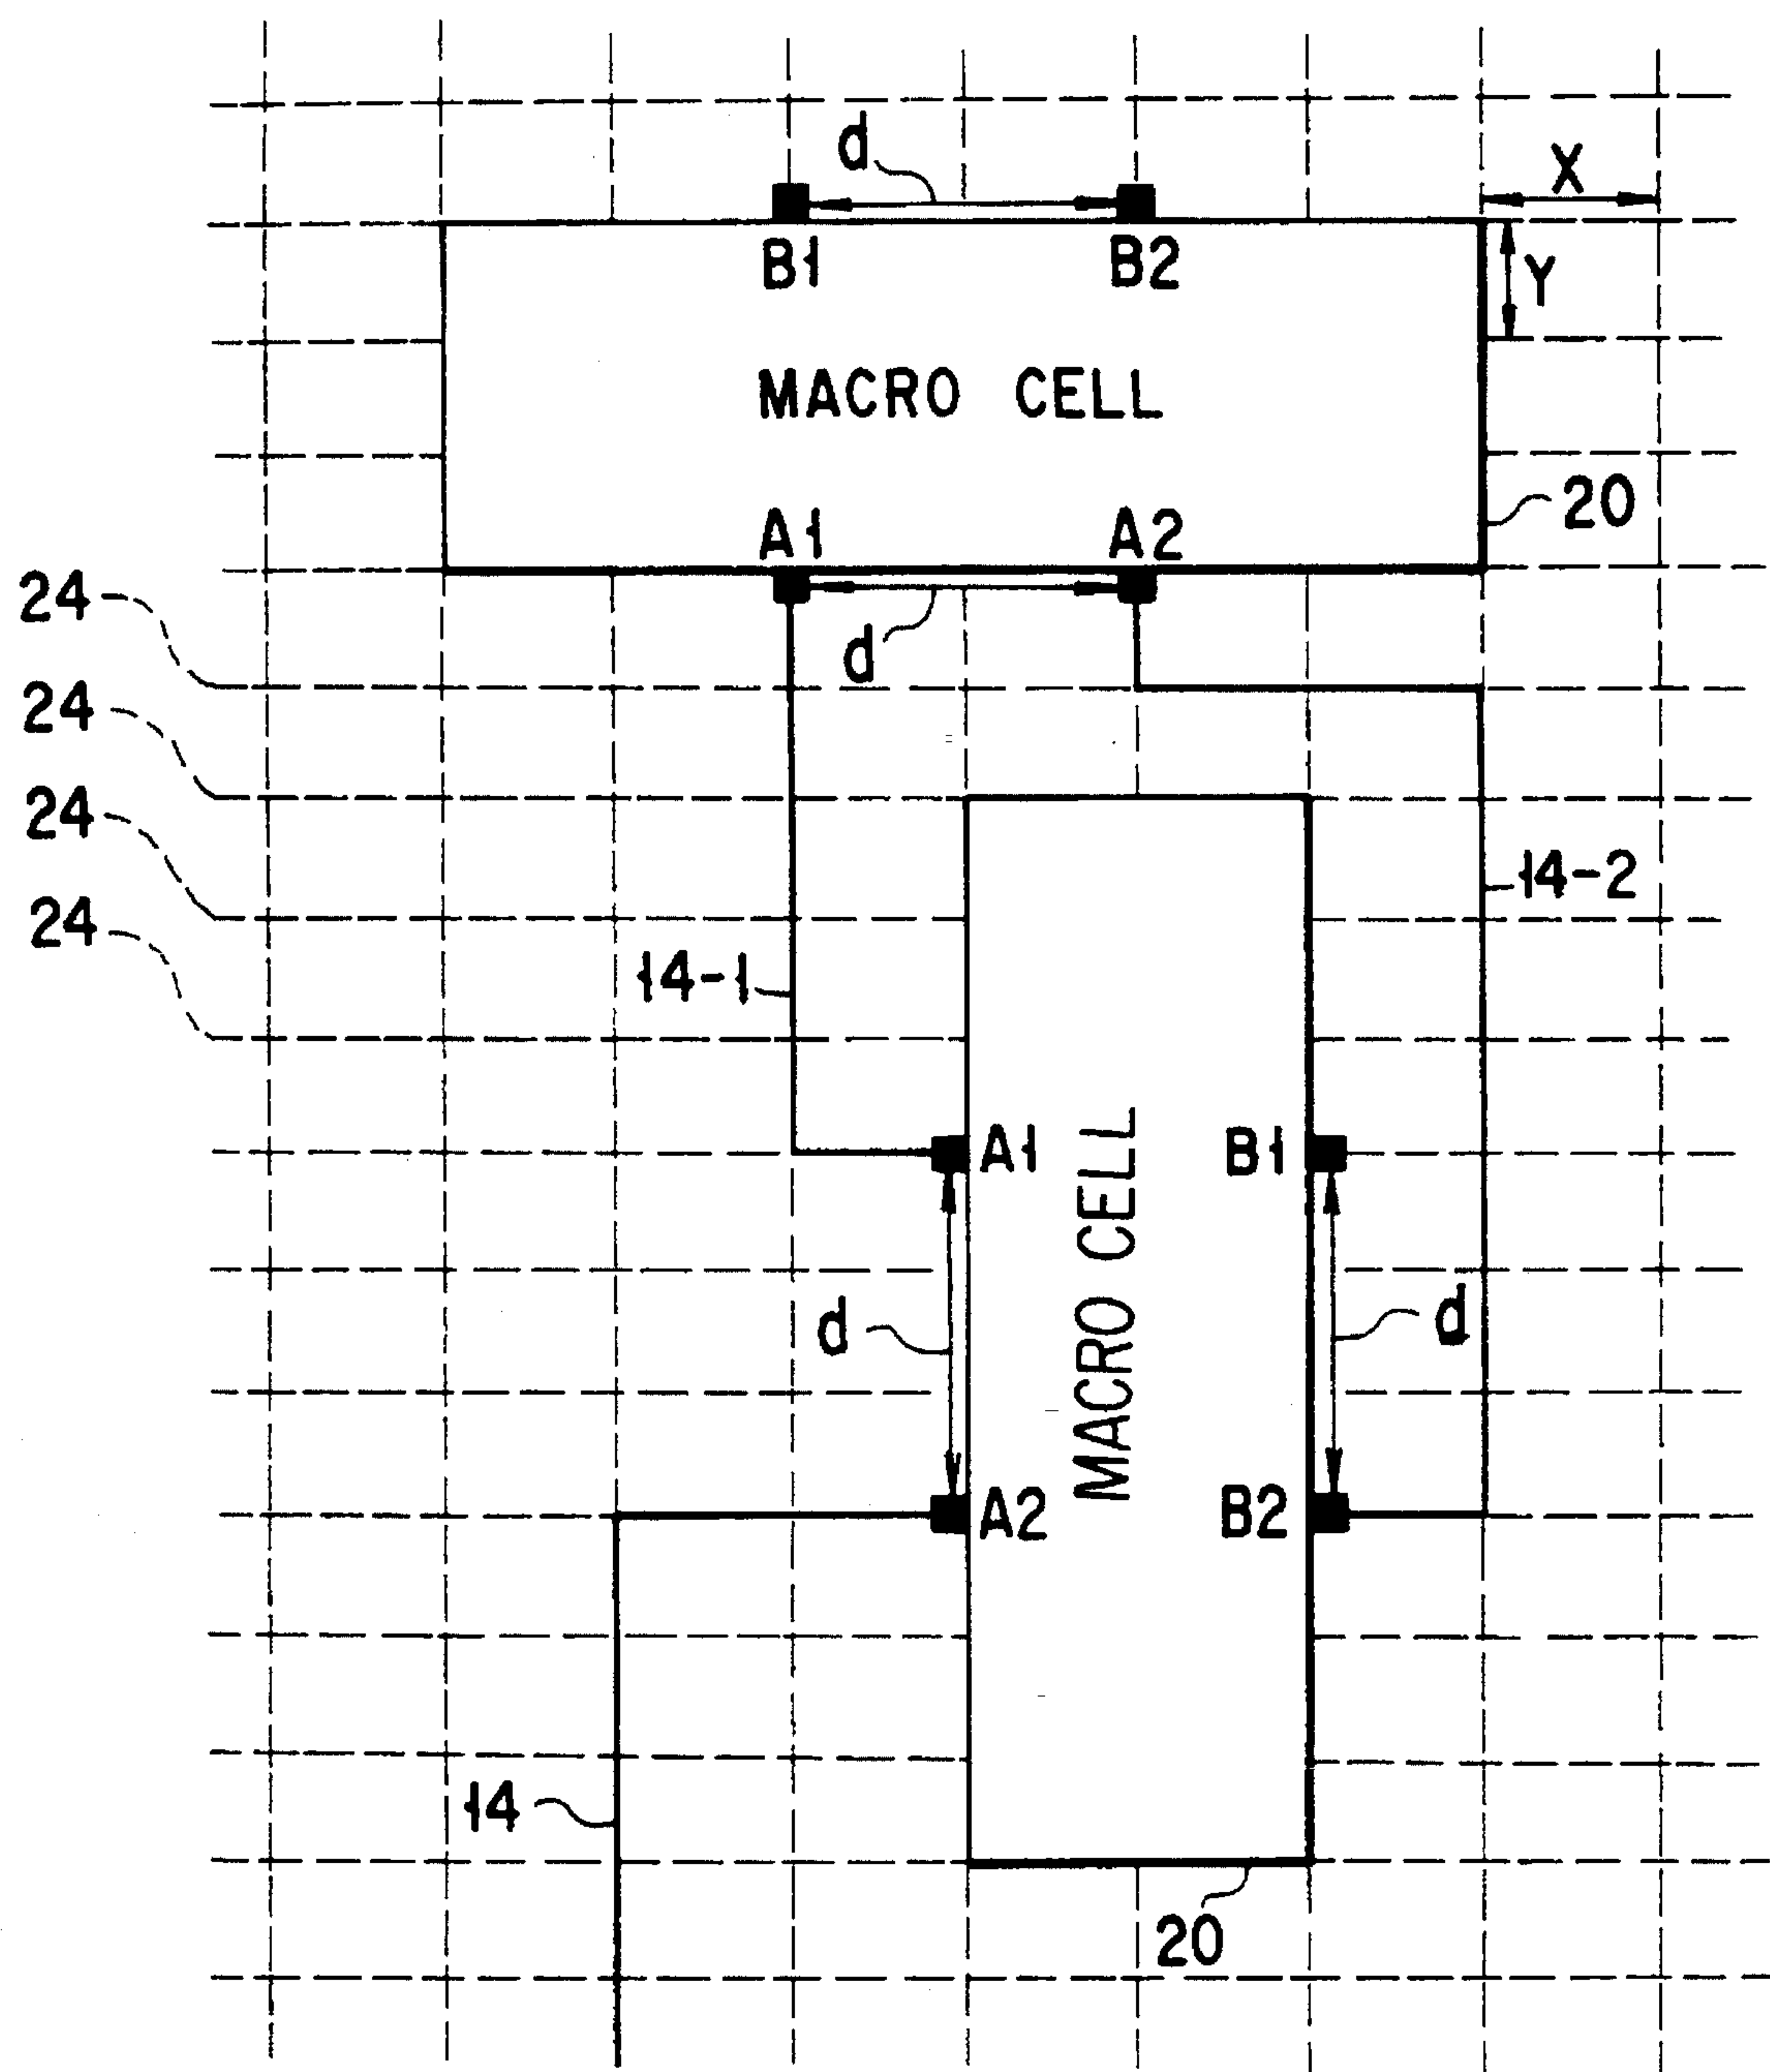 d
X
B1 B2
Y
MACRO CELL
20
A1 A2
24
d
24
24
14-2
24
14-1
A1 MACRO CELL B1
d d
A2 B2
14
20